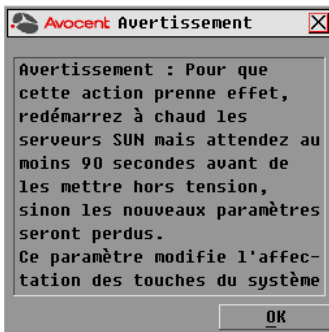 Avocent Avertissement
Avertissement : Pour que
cette action prenne effet,
redémarrez à chaud les
serveurs SUN mais attendez au
moins 90 secondes avant de
les mettre hors tension,
sinon les nouveaux paramètres
seront perdus.
Ce paramètre modifie l'affec-
tation des touches du système
OK